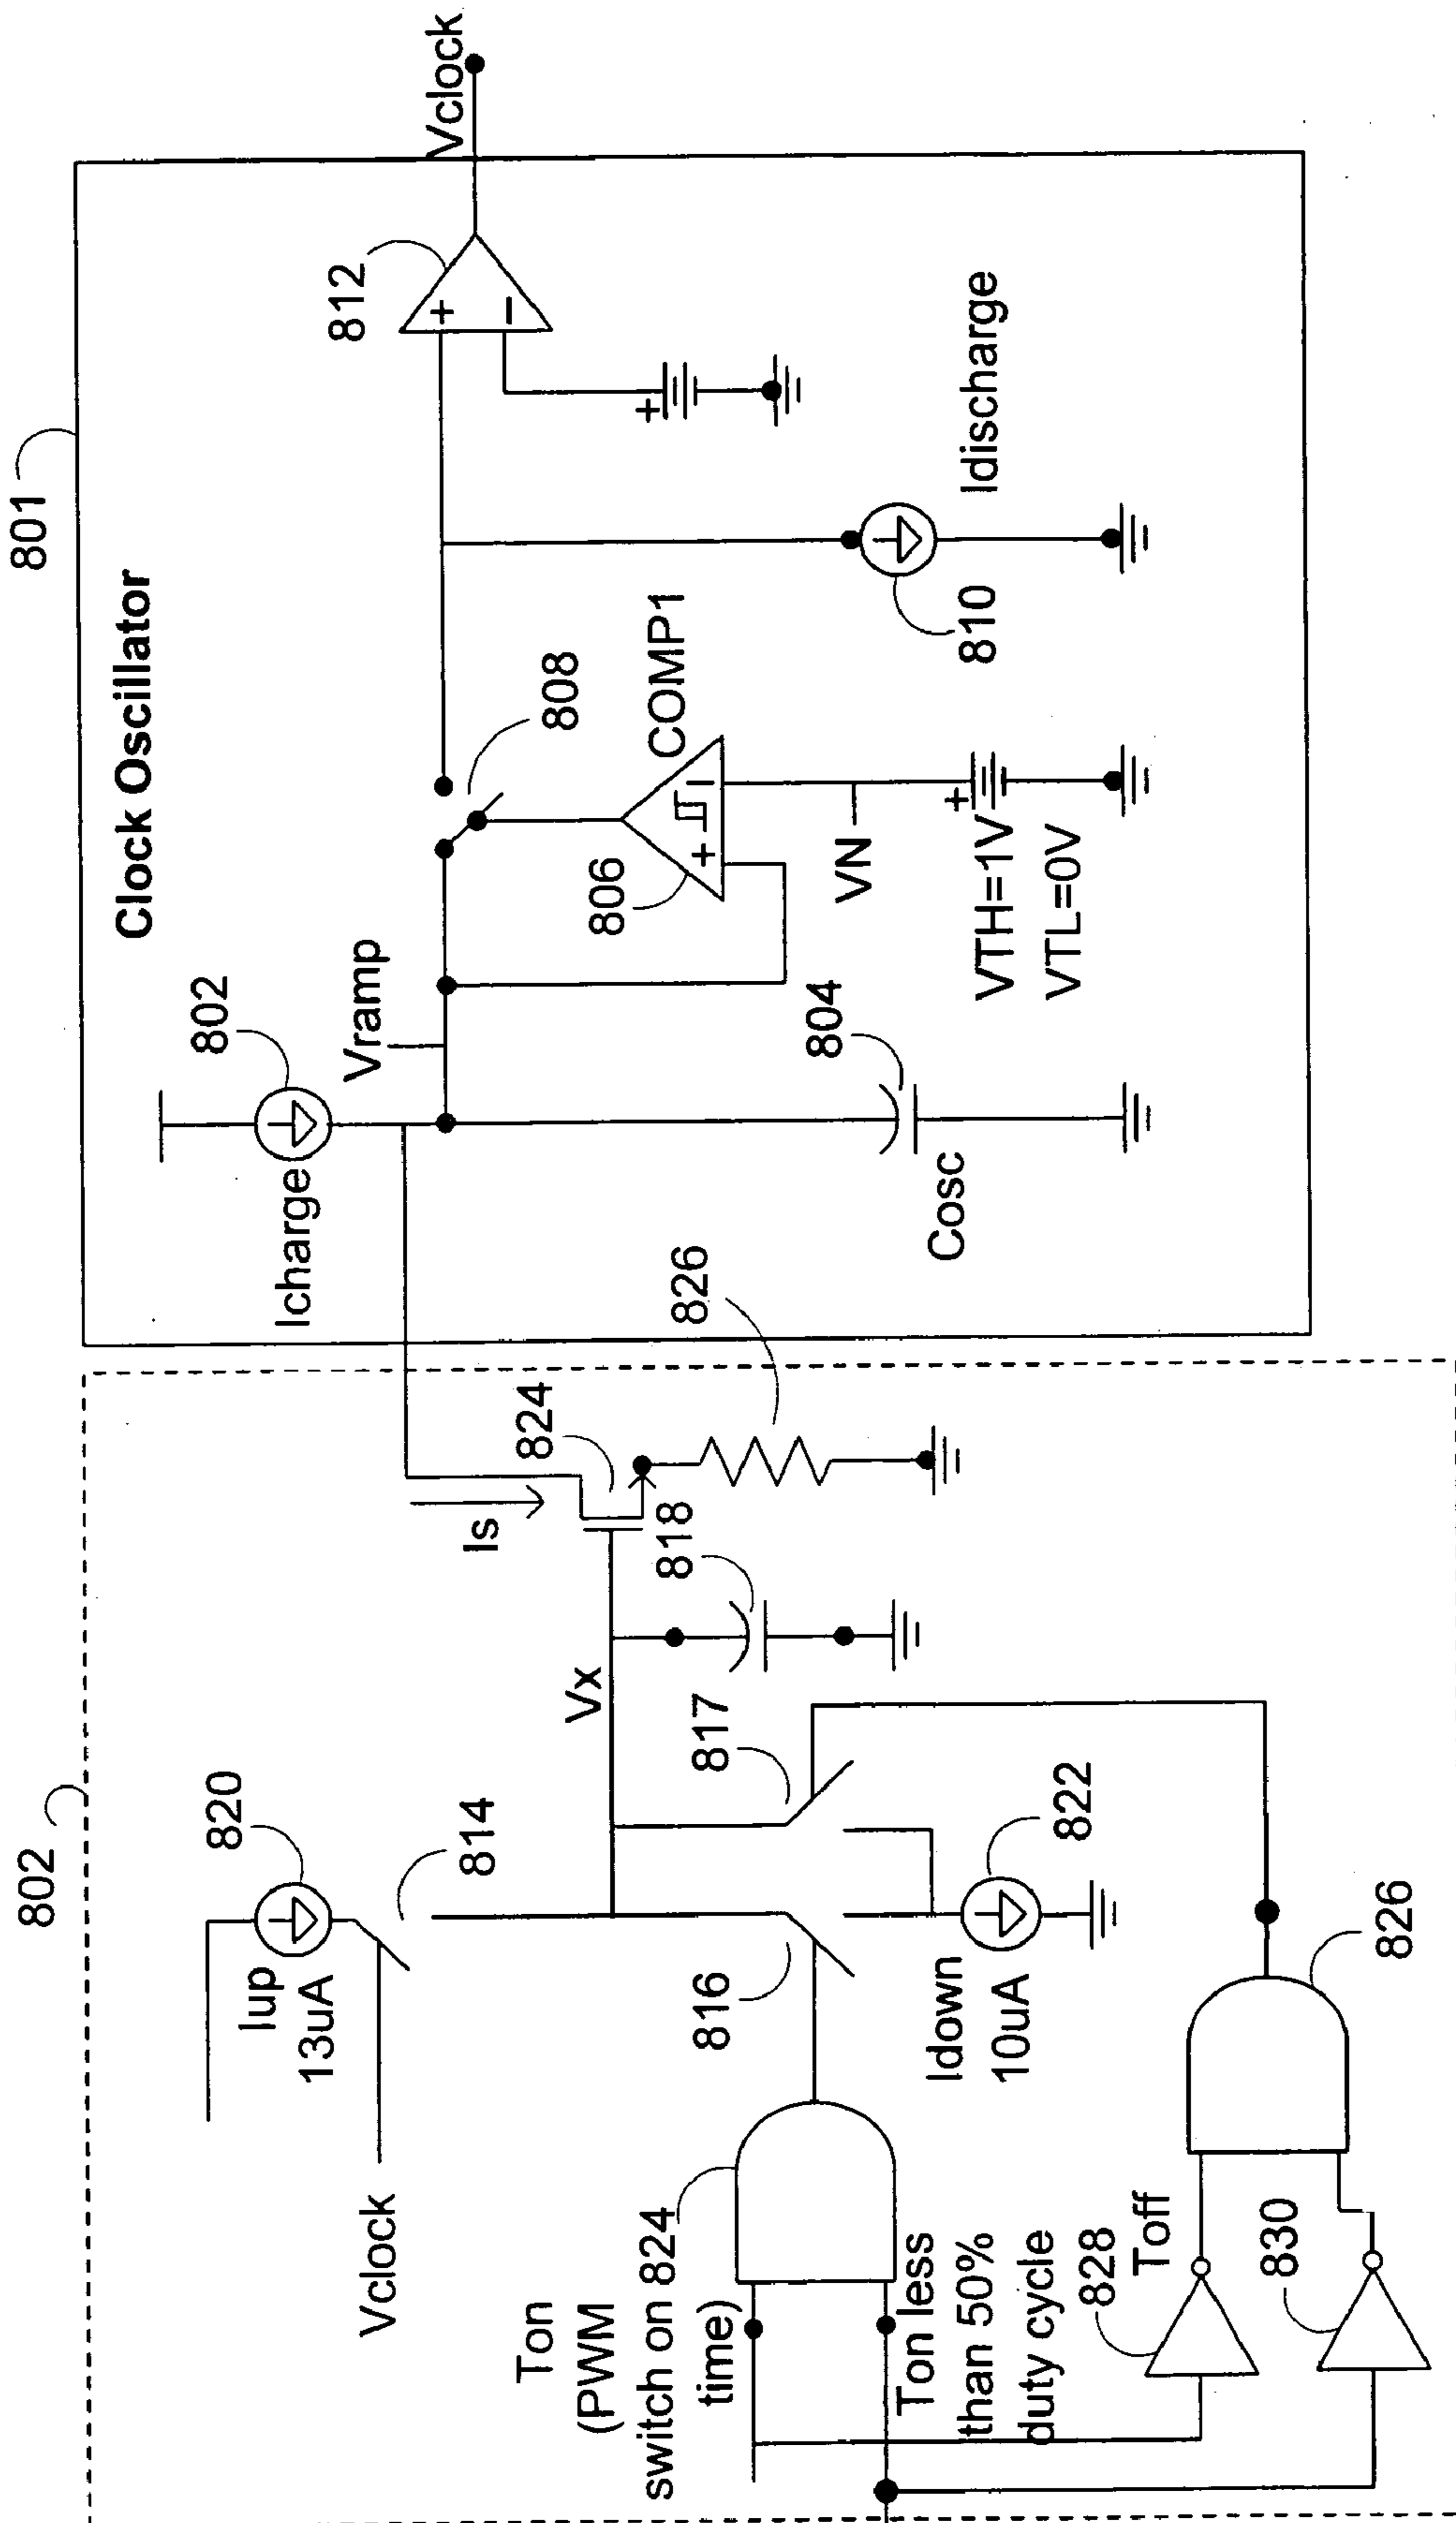 801
Clock Oscillator
Vclock
812
+
−
+
Idischarge
810
808
COMP1
806
+
−
VN
+
VTH=1V
VTL=0V
Vramp
802
Icharge
804
Cosc
802
826
824
Is
818
Vx
817
820
Iup
13uA
814
Vclock
816
822
Idown
10uA
826
Ton
(PWM
switch on
time)
824
Ton less
than 50%
duty cycle
828
Toff
830